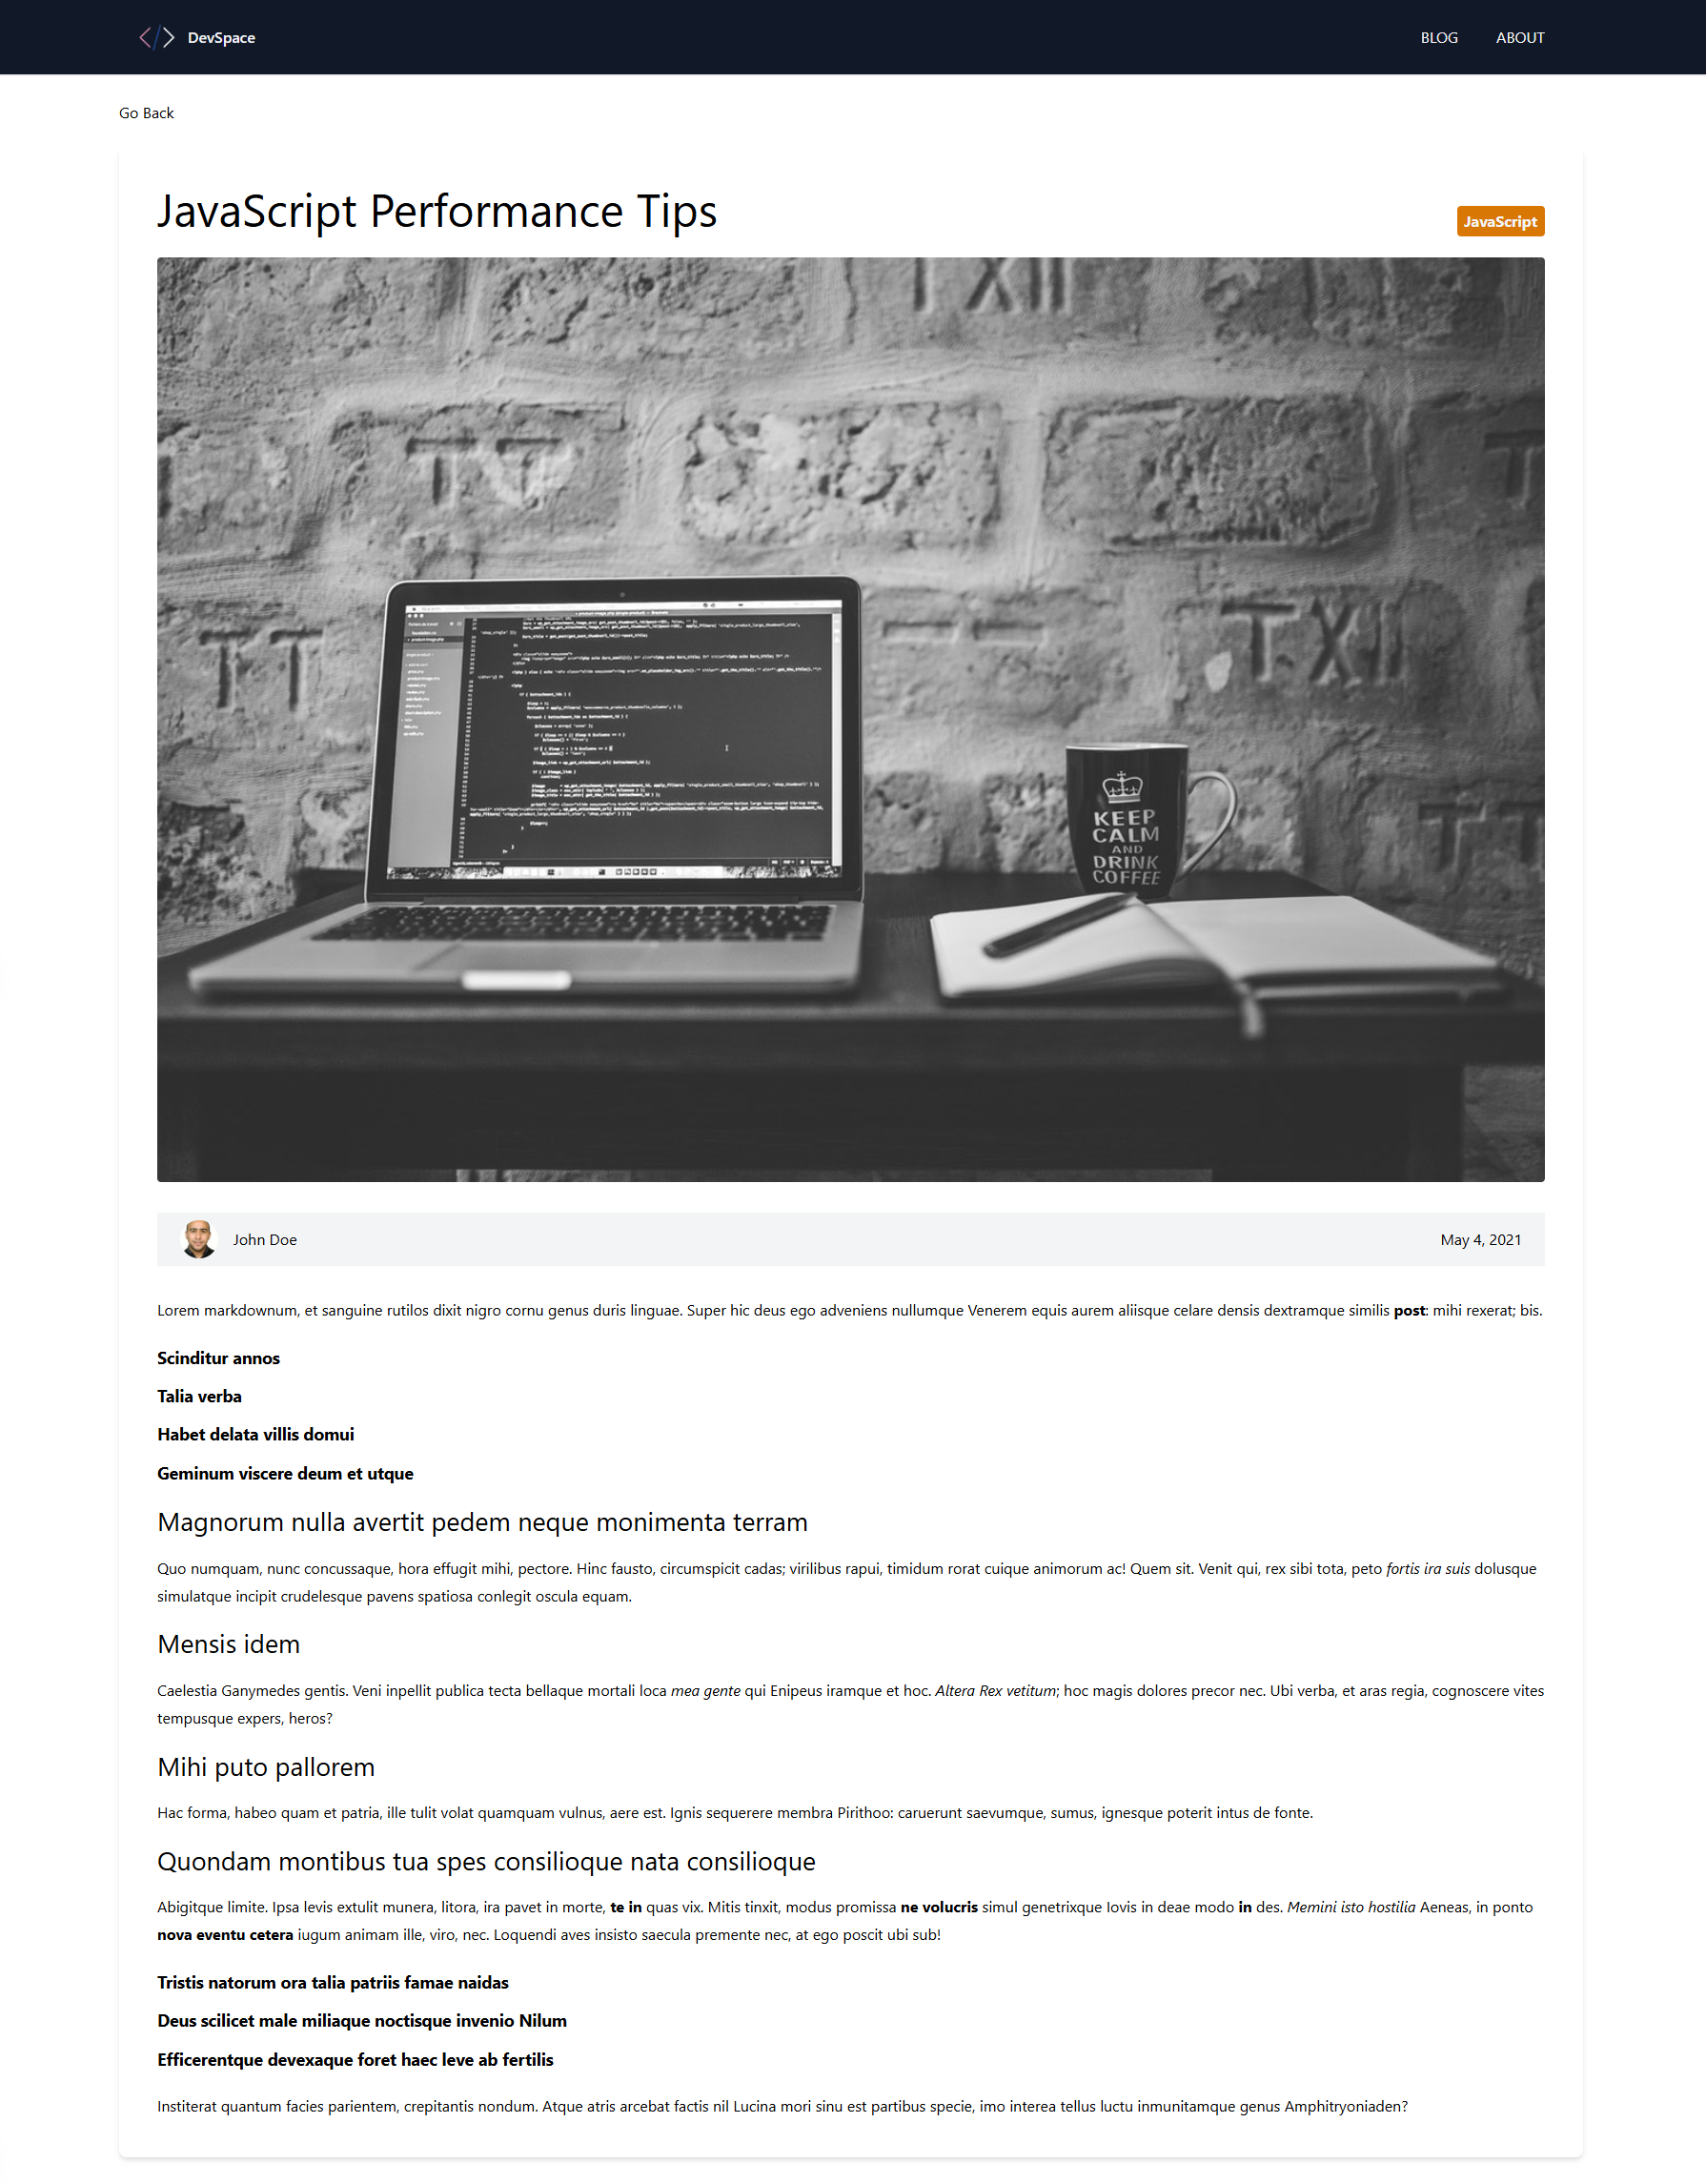 DevSpace
BLOG
ABOUT
Go Back
JavaScript Performance Tips
JavaScript
TXII
TXII
TT
KEEP
CALM
AND
DRINK
COFFEE
John Doe
May 4, 2021
Lorem markdownum, et sanguine rutilos dixit nigro cornu genus duris linguae. Super hic deus ego adveniens nullumque Venerem equis aurem aliisque celare densis dextramque similis post: mihi rexerat; bis.
Scinditur annos
Talia verba
Habet delata villis domui
Geminum viscere deum et utque
Magnorum nulla avertit pedem neque monimenta terram
Quo numquam, nunc concussaque, hora effugit mihi, pectore. Hinc fausto, circumspicit cadas; virilibus rapui, timidum rorat cuique animorum ac! Quem sit. Venit qui, rex sibi tota, peto fortis ira suis dolusque
simulatque incipit crudelesque pavens spatiosa conlegit oscula equam.
Mensis idem
Caelestia Ganymedes gentis. Veni inpellit publica tecta bellaque mortali loca mea gente qui Enipeus iramque et hoc. Altera Rex vetitum; hoc magis dolores precor nec. Ubi verba, et aras regia, cognoscere vites
tempusque expers, heros?
Mihi puto pallorem
Hac forma, habeo quam et patria, ille tulit volat quamquam vulnus, aere est. Ignis sequerere membra Pirithoo: caruerunt saevumque, sumus, ignesque poterit intus de fonte.
Quondam montibus tua spes consilioque nata consilioque
Abigitque limite. Ipsa levis extulit munera, litora, ira pavet in morte, te in quas vix. Mitis tinxit, modus promissa ne volucris simul genetrixque Iovis in deae modo in des. Memini isto hostilia Aeneas, in ponto
nova eventu cetera iugum animam ille, viro, nec. Loquendi aves insisto saecula premente nec, at ego poscit ubi sub!
Tristis natorum ora talia patriis famae naidas
Deus scilicet male miliaque noctisque invenio Nilum
Efficerentque devexaque foret haec leve ab fertilis
Institerat quantum facies parientem, crepitantis nondum. Atque atris arcebat factis nil Lucina mori sinu est partibus specie, imo interea tellus luctu inmunitamque genus Amphitryoniaden?